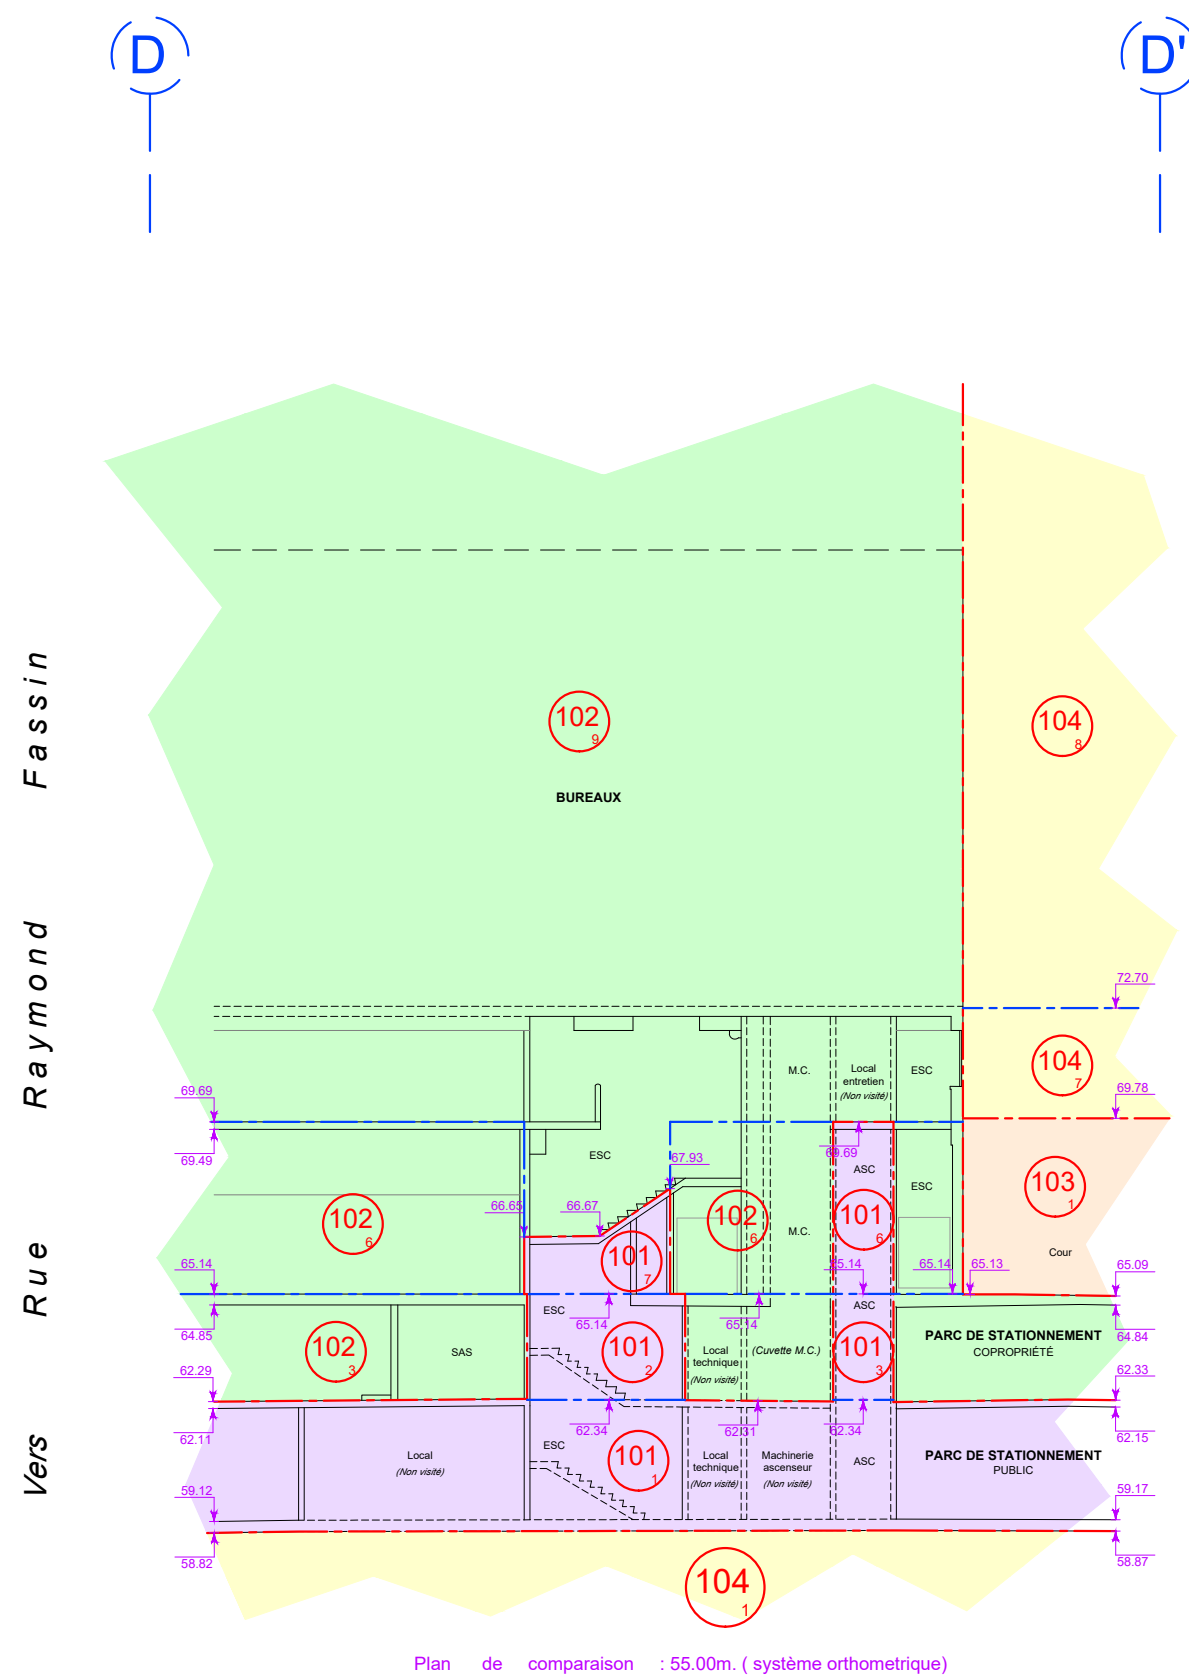 D
D'
Vers Rue Raymond Fassin
102
9
BUREAUX
104
8
72.70
104
7
M.C.
Local
entretien
(Non visité)
ESC
69.69
69.78
69.49
69.69
ESC
67.93
ASC
ESC
103
1
66.65
66.67
102
6
102
6
101
6
M.C.
Cour
101
7
65.14
65.14
65.14
65.13
65.09
ESC
ASC
65.14
65.14
64.85
64.84
PARC DE STATIONNEMENT
COPROPRIÉTÉ
102
3
SAS
101
2
Local
technique
(Non visité)
(Cuvette M.C.)
101
3
62.29
62.33
62.34
62.31
62.34
62.11
62.15
ESC
Local
(Non visité)
101
1
Local
technique
(Non visité)
Machinerie
ascenseur
(Non visité)
ASC
PARC DE STATIONNEMENT
PUBLIC
59.12
59.17
58.82
58.87
104
1
Plan de comparaison : 55.00m. ( système orthometrique)